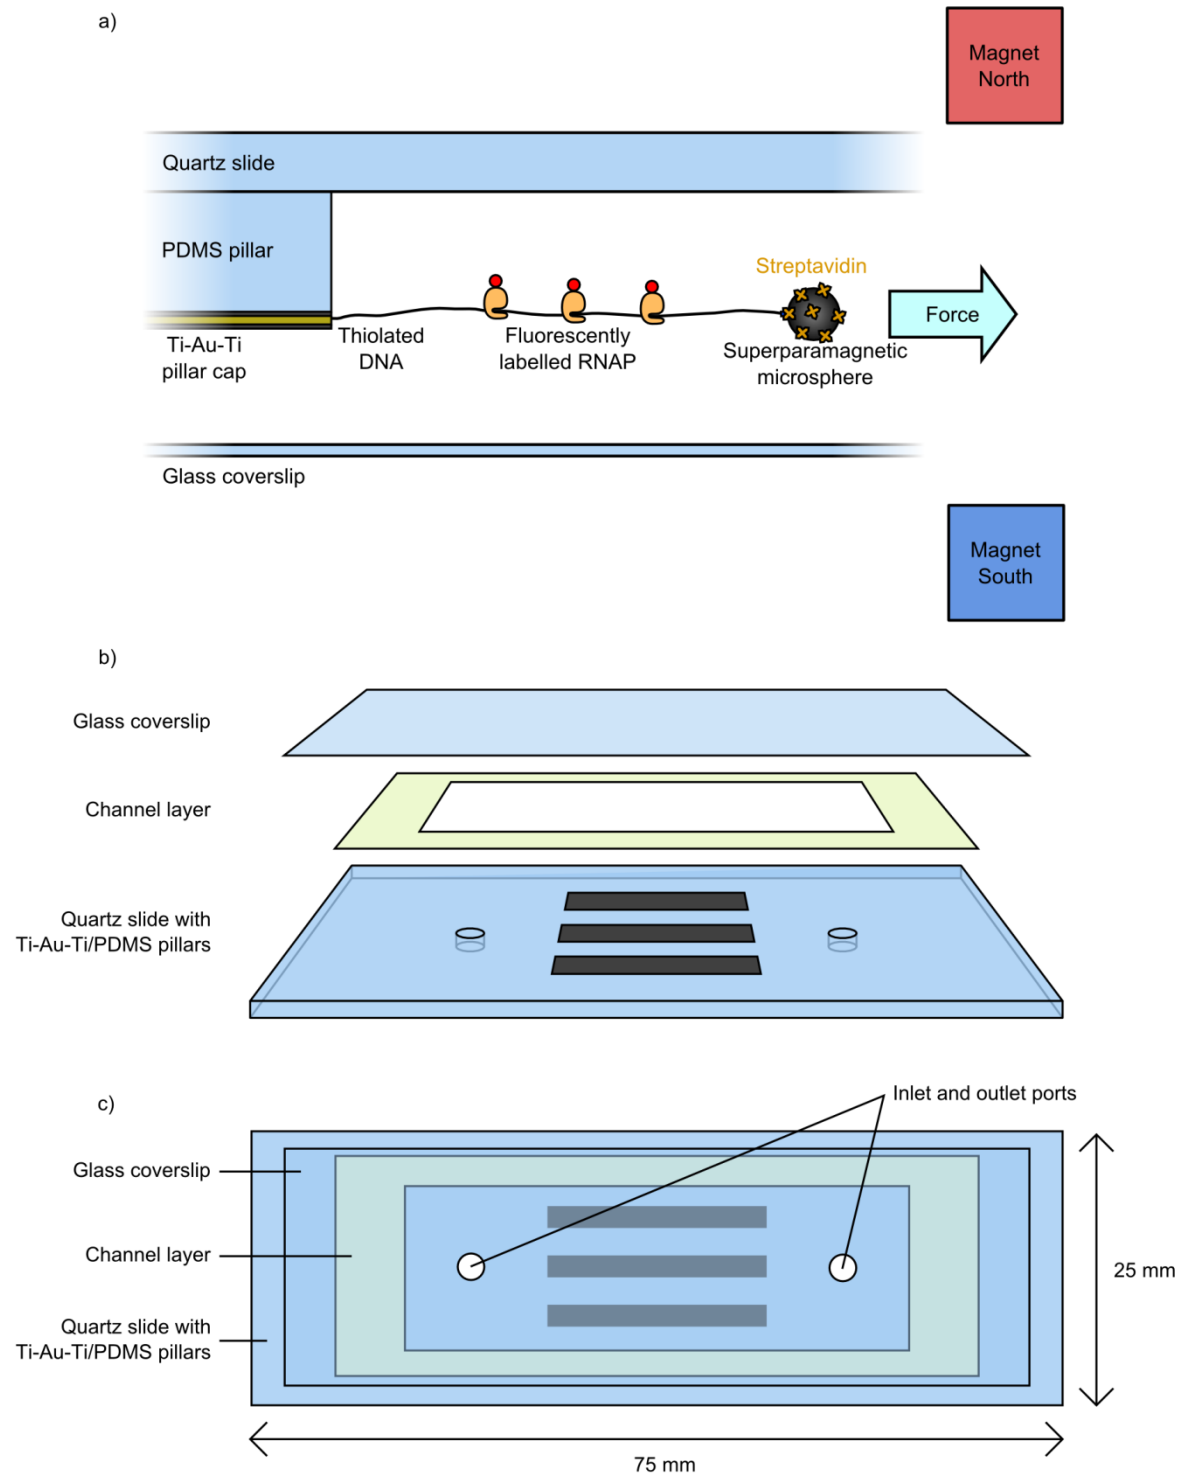 a)
Magnet
North
Quartz slide
PDMS pillar
Streptavidin
Force
Ti-Au-Ti
pillar cap
Thiolated
DNA
Fluorescently
labelled RNAP
Superparamagnetic
microsphere
Glass coverslip
Magnet
South
b)
Glass coverslip
Channel layer
Quartz slide with
Ti-Au-Ti/PDMS pillars
c)
Inlet and outlet ports
Glass coverslip
Channel layer
Quartz slide with
Ti-Au-Ti/PDMS pillars
25 mm
75 mm